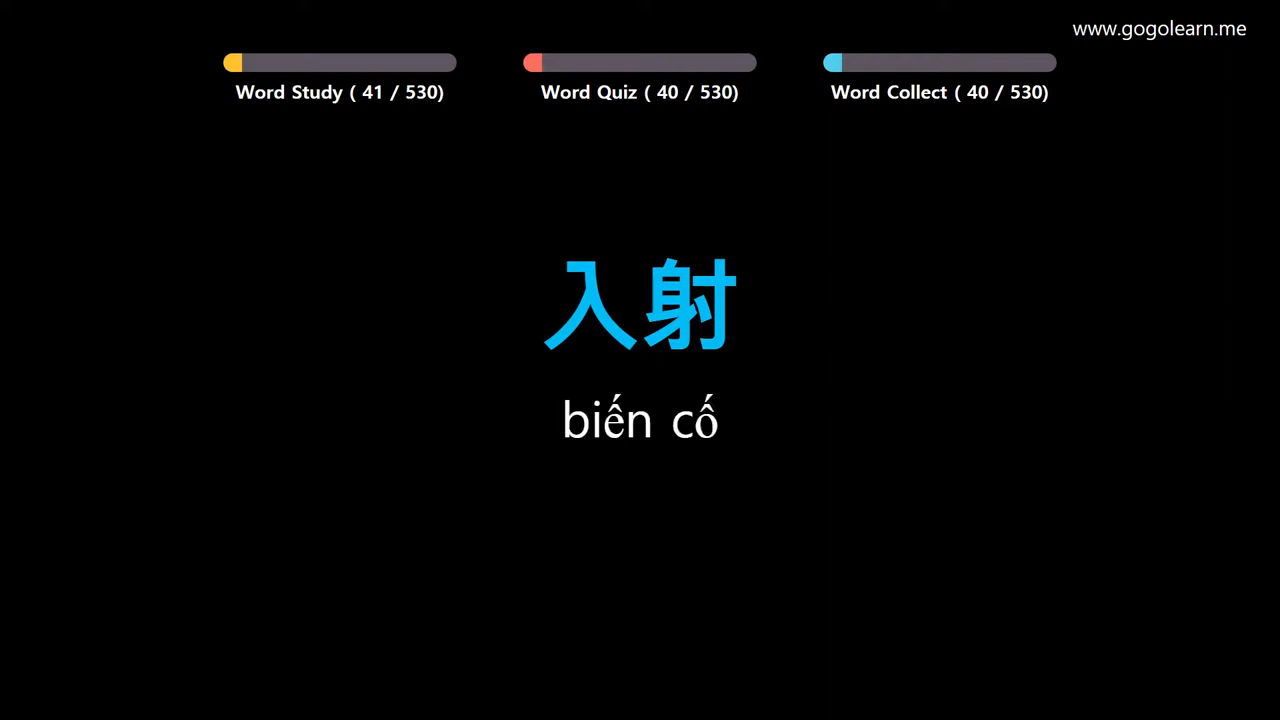 www.gogolearn.me
Word Study ( 41 / 530)
Word Quiz ( 40 / 530)
Word Collect ( 40 / 530)
入射
biến cố